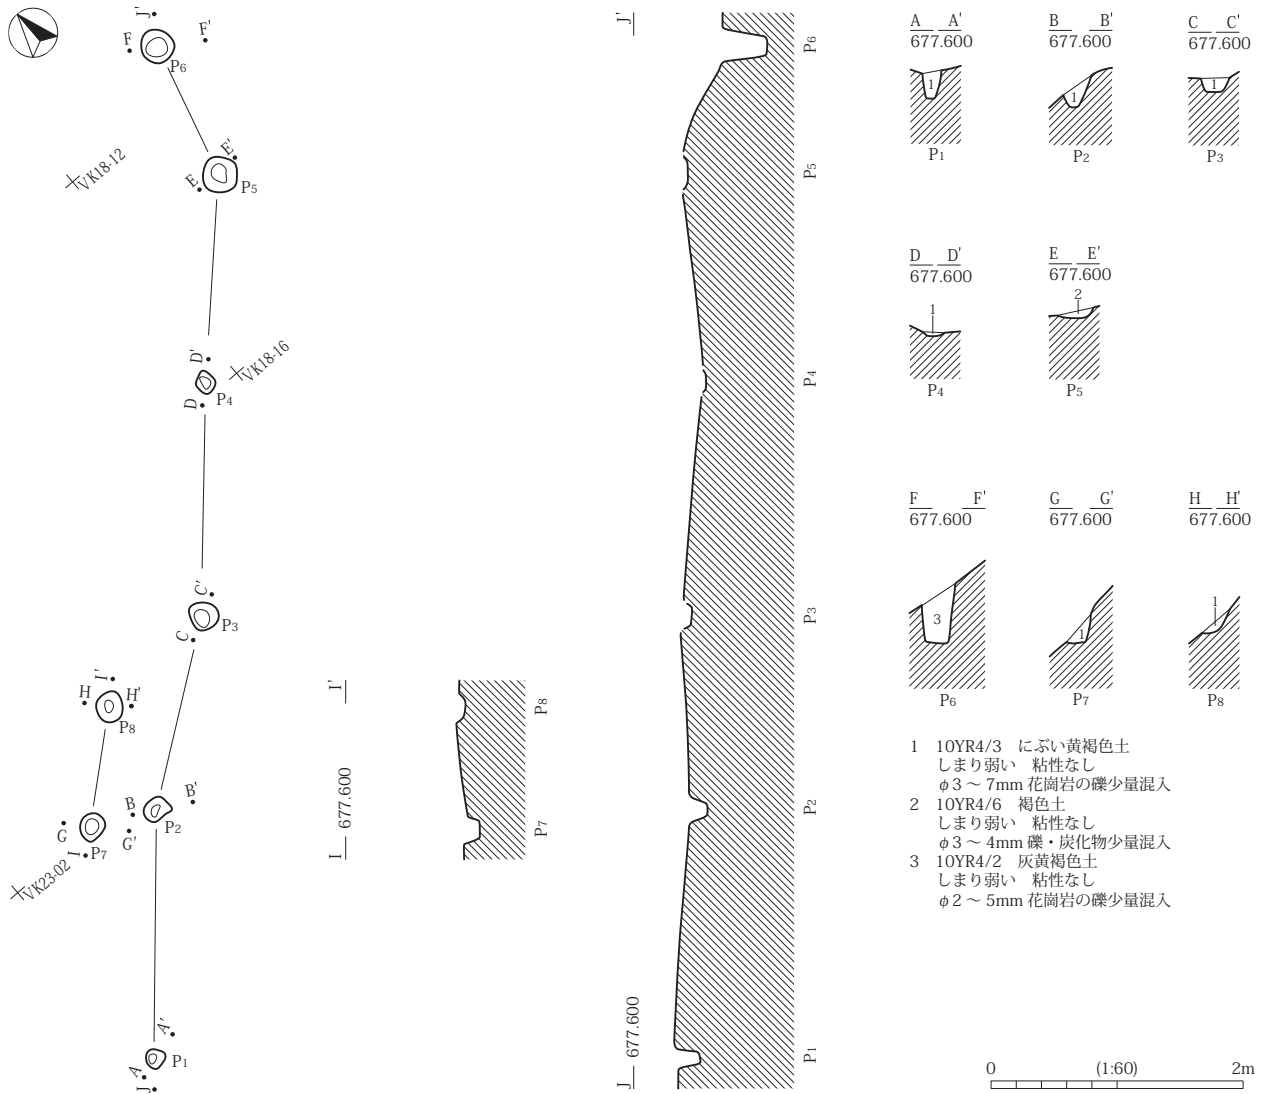 J'
F
F'
P6
E'
E
P5
VK18-12
D'
D
P4
VK18-16
C'
C
P3
I'
H
H'
P8
B
B'
P2
G
G'
I
P7
VK23-02
A'
P1
A
J
I'
677.600
I
P8
P7
J'
677.600
J
P6
P5
P4
P3
P2
P1
A A'
677.600
1
P1
B B'
677.600
1
P2
C C'
677.600
1
P3
D D'
677.600
1
P4
E E'
677.600
2
P5
F F'
677.600
3
P6
G G'
677.600
1
P7
H H'
677.600
1
P8
1 10YR4/3 にぶい黄褐色土
しまり弱い 粘性なし
φ3～7mm 花崗岩の礫少量混入
2 10YR4/6 褐色土
しまり弱い 粘性なし
φ3～4mm 礫・炭化物少量混入
3 10YR4/2 灰黄褐色土
しまり弱い 粘性なし
φ2～5mm 花崗岩の礫少量混入
0 (1:60) 2m